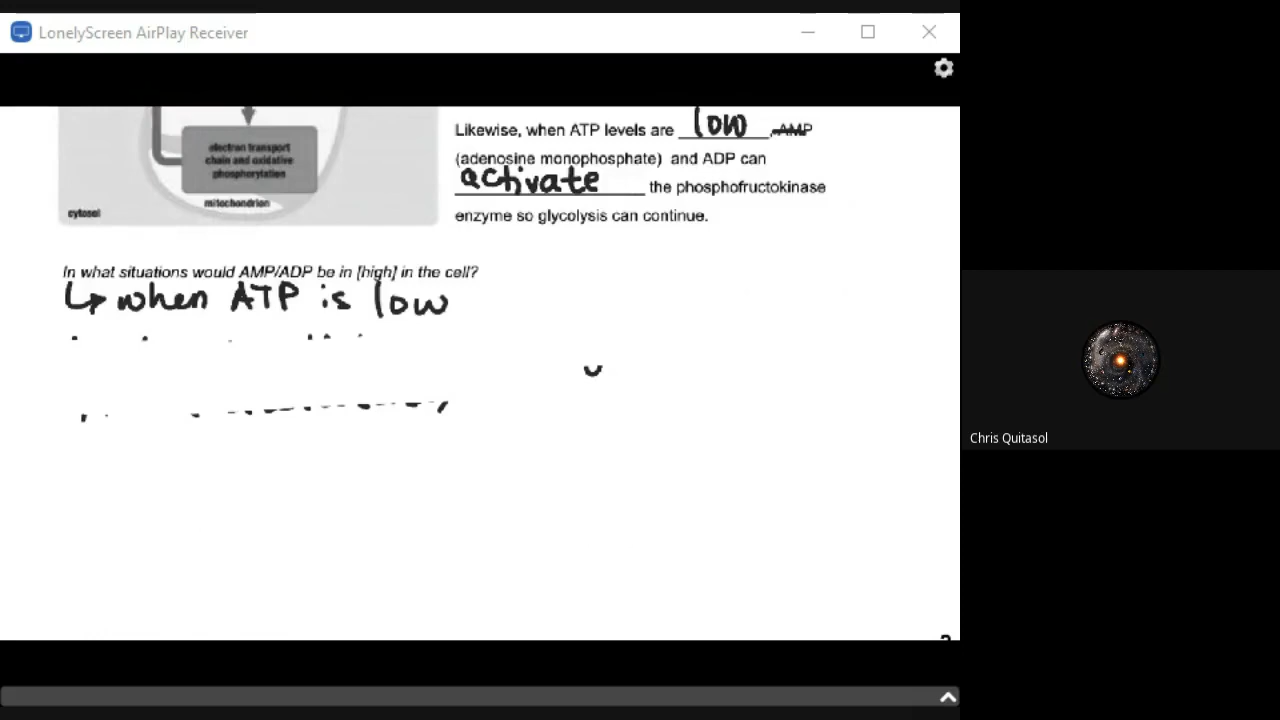 LonelyScreen AirPlay Receiver
electron transport
chain and oxidative
phosphorylation
mitochondrion
cytosol
Likewise, when ATP levels are low, AMP
(adenosine monophosphate) and ADP can
activate the phosphofructokinase
enzyme so glycolysis can continue.
In what situations would AMP/ADP be in [high] in the cell?
↳ when ATP is low
Chris Quitasol